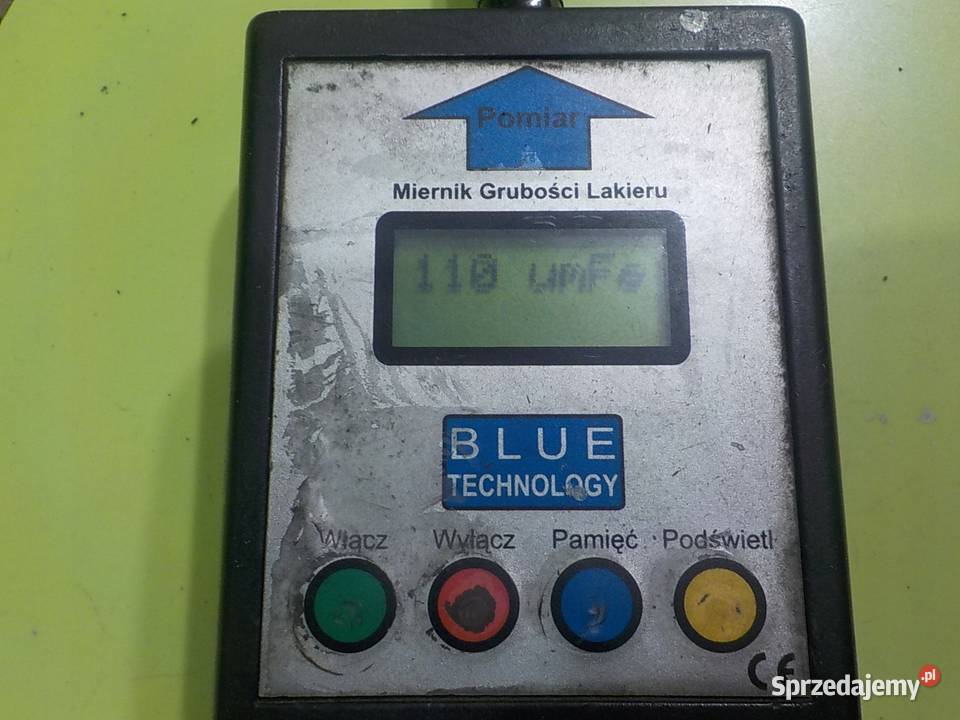 Pomiar
Miernik Grubości Lakieru
110 umFe
BLUE
TECHNOLOGY
Włącz Wyłącz Pamięć Podświetl
CE
Sprzedajemy.pl